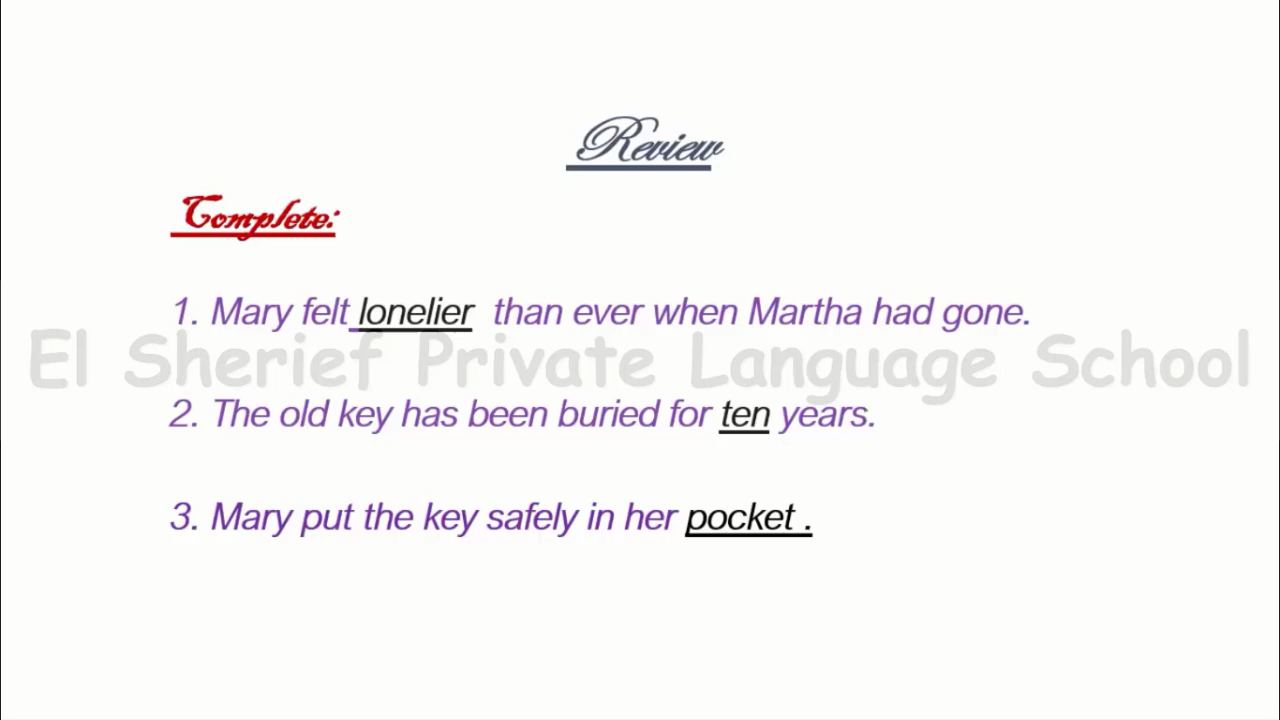 Review
Complete:
1. Mary felt lonelier than ever when Martha had gone.
El Sherief Private Language School
2. The old key has been buried for ten years.
3. Mary put the key safely in her pocket .